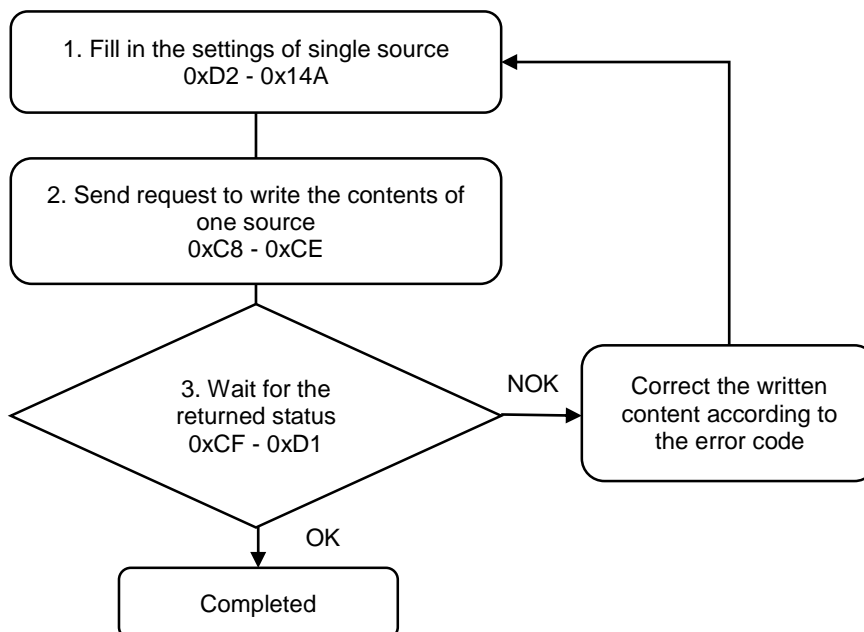 1. Fill in the settings of single source
0xD2 - 0x14A
2. Send request to write the contents of
one source
0xC8 - 0xCE
3. Wait for the
returned status
0xCF - 0xD1
NOK
Correct the written
content according to
the error code
OK
Completed